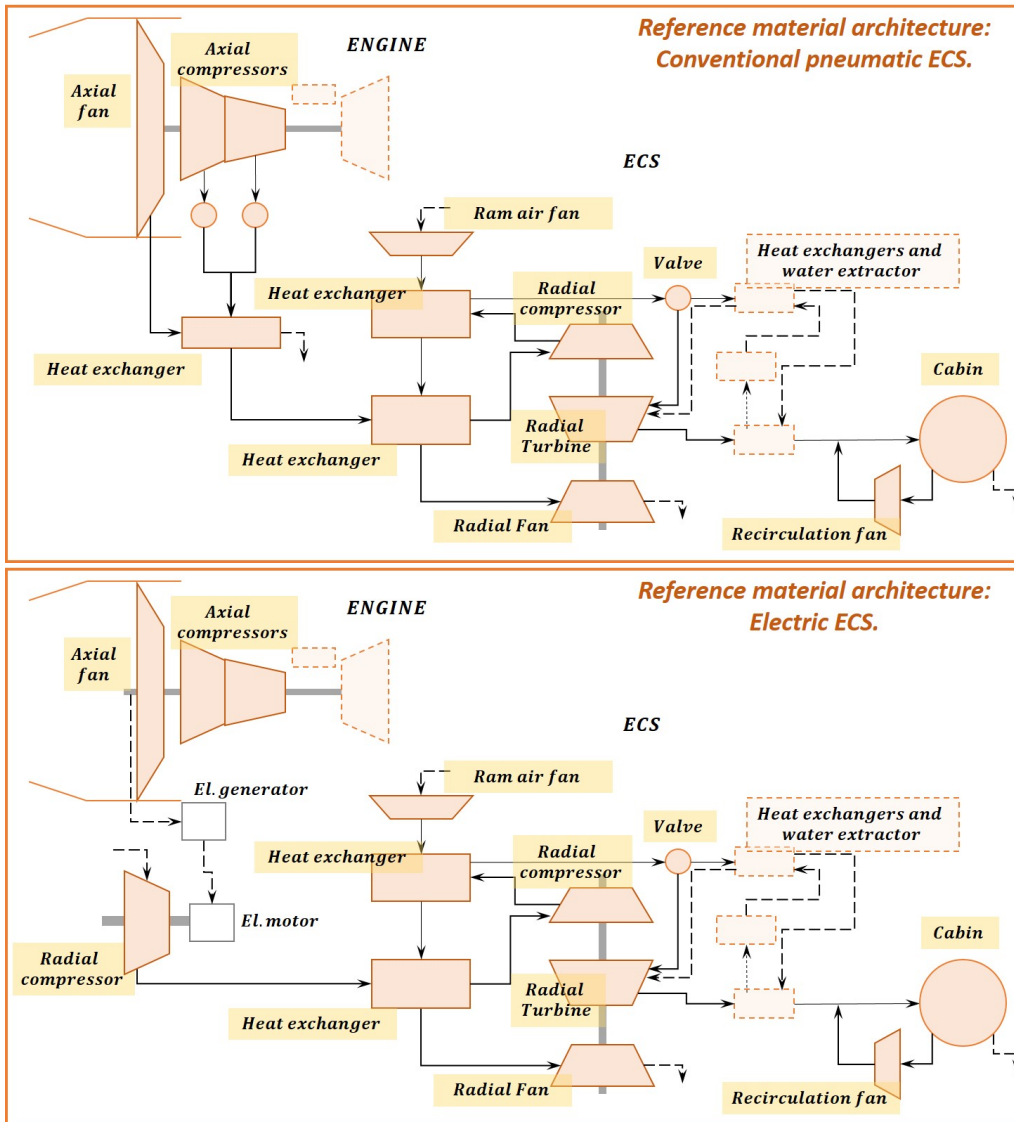 Reference material architecture:
Conventional pneumatic ECS.
ENGINE
Axial
compressors
Axial
fan
ECS
Ram air fan
Heat exchangers and
water extractor
Valve
Heat exchanger
Radial
compressor
Heat exchanger
Cabin
Radial
Turbine
Heat exchanger
Radial Fan
Recirculation fan
Reference material architecture:
Electric ECS.
ENGINE
Axial
compressors
Axial
fan
ECS
Ram air fan
El. generator
Heat exchangers and
water extractor
Valve
Heat exchanger
Radial
compressor
El. motor
Cabin
Radial
compressor
Radial
Turbine
Heat exchanger
Radial Fan
Recirculation fan